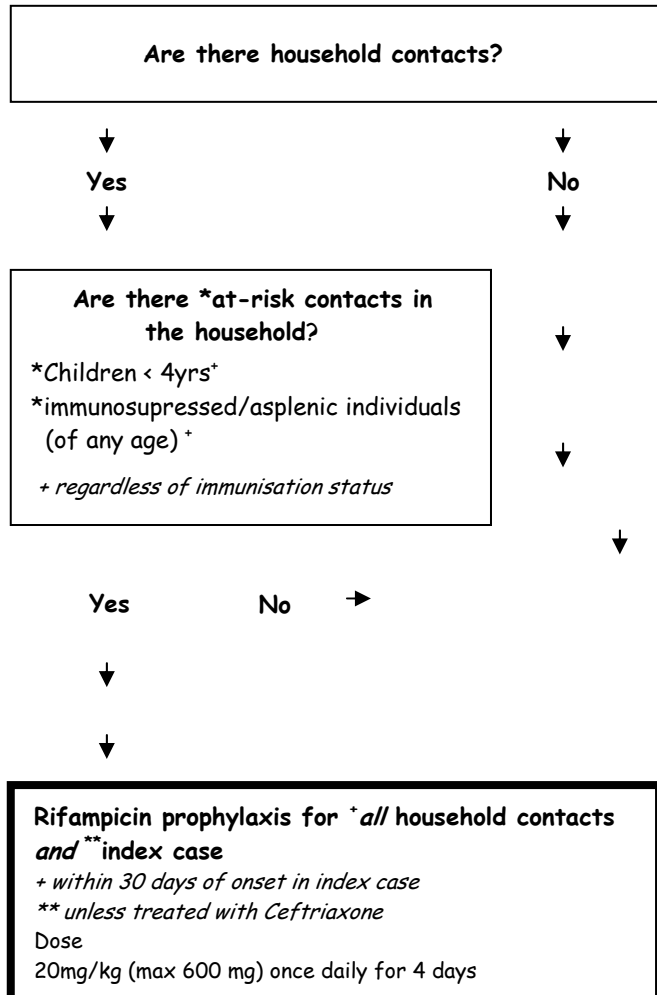 Are there household contacts?
Yes
No
Are there *at-risk contacts in
the household?
*Children < 4yrs⁺
*immunosupressed/asplenic individuals
(of any age) ⁺
+ regardless of immunisation status
Yes
No
Rifampicin prophylaxis for ⁺all household contacts
and **index case
+ within 30 days of onset in index case
** unless treated with Ceftriaxone
Dose
20mg/kg (max 600 mg) once daily for 4 days